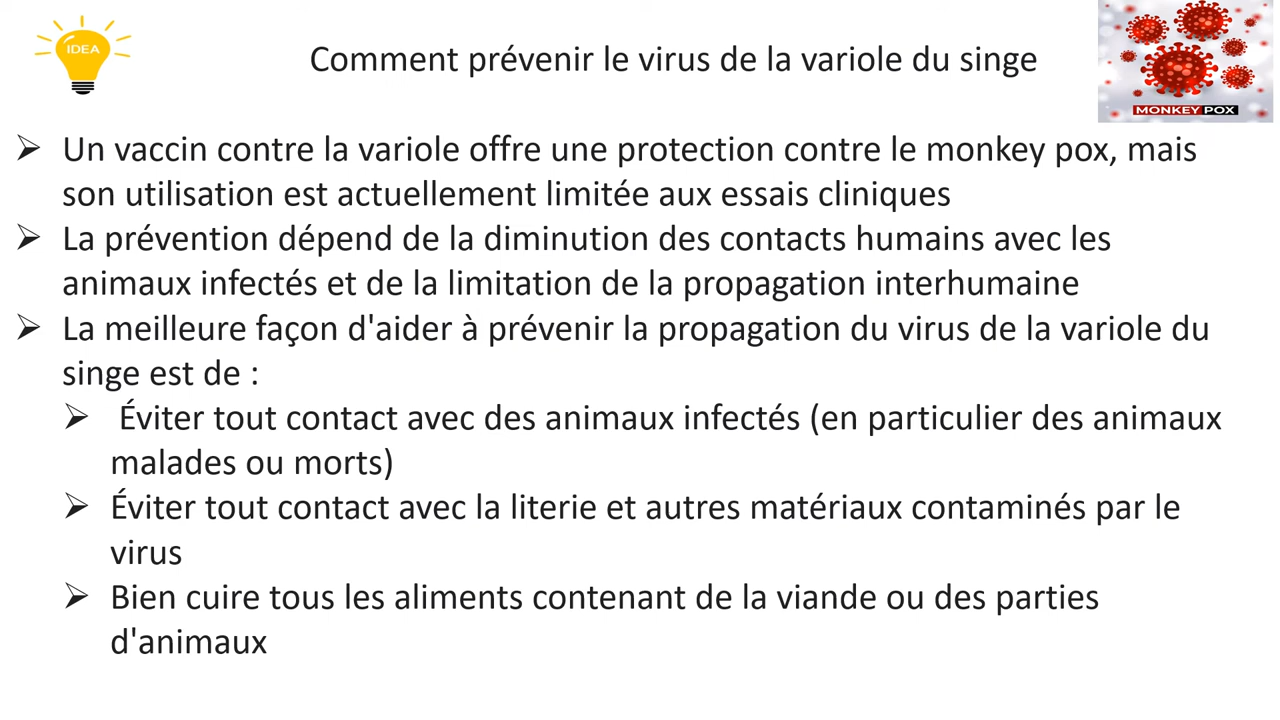 IDEA
Comment prévenir le virus de la variole du singe
MONKEY POX
➢ Un vaccin contre la variole offre une protection contre le monkey pox, mais
son utilisation est actuellement limitée aux essais cliniques
➢ La prévention dépend de la diminution des contacts humains avec les
animaux infectés et de la limitation de la propagation interhumaine
➢ La meilleure façon d'aider à prévenir la propagation du virus de la variole du
singe est de :
➢ Éviter tout contact avec des animaux infectés (en particulier des animaux
malades ou morts)
➢ Éviter tout contact avec la literie et autres matériaux contaminés par le
virus
➢ Bien cuire tous les aliments contenant de la viande ou des parties
d'animaux